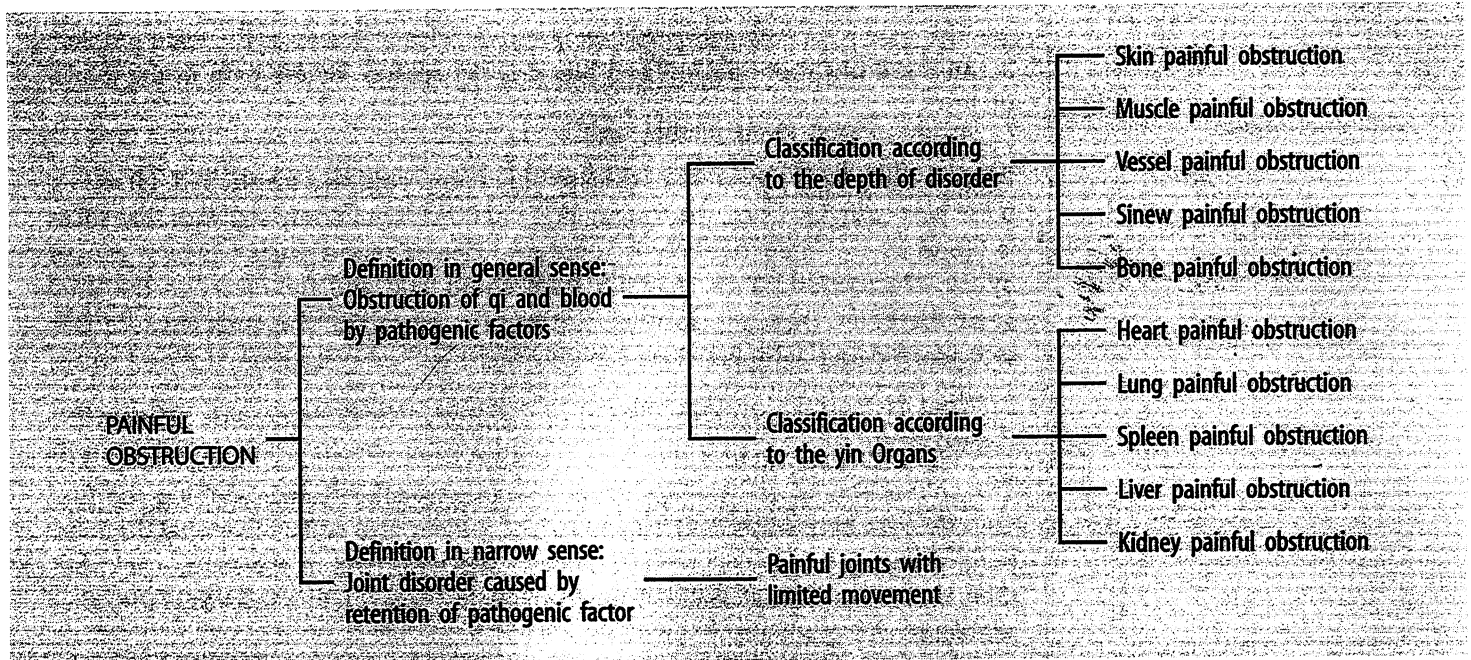 PAINFUL
OBSTRUCTION
Definition in general sense:
Obstruction of qi and blood
by pathogenic factors
Classification according
to the depth of disorder
Skin painful obstruction
Muscle painful obstruction
Vessel painful obstruction
Sinew painful obstruction
Bone painful obstruction
Classification according
to the yin Organs
Heart painful obstruction
Lung painful obstruction
Spleen painful obstruction
Liver painful obstruction
Kidney painful obstruction
Definition in narrow sense:
Joint disorder caused by
retention of pathogenic factor
Painful joints with
limited movement